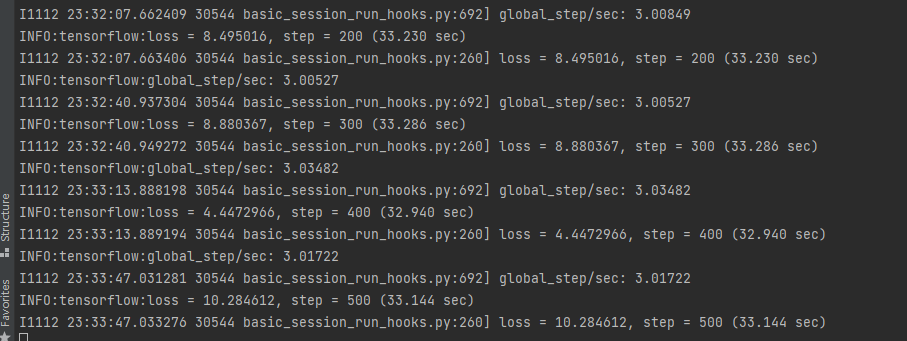 I1112 23:32:07.662409 30544 basic_session_run_hooks.py:692] global_step/sec: 3.00849
INFO:tensorflow:loss = 8.495016, step = 200 (33.230 sec)
I1112 23:32:07.663406 30544 basic_session_run_hooks.py:260] loss = 8.495016, step = 200 (33.230 sec)
INFO:tensorflow:global_step/sec: 3.00527
I1112 23:32:40.937304 30544 basic_session_run_hooks.py:692] global_step/sec: 3.00527
INFO:tensorflow:loss = 8.880367, step = 300 (33.286 sec)
I1112 23:32:40.949272 30544 basic_session_run_hooks.py:260] loss = 8.880367, step = 300 (33.286 sec)
INFO:tensorflow:global_step/sec: 3.03482
I1112 23:33:13.888198 30544 basic_session_run_hooks.py:692] global_step/sec: 3.03482
INFO:tensorflow:loss = 4.4472966, step = 400 (32.940 sec)
I1112 23:33:13.889194 30544 basic_session_run_hooks.py:260] loss = 4.4472966, step = 400 (32.940 sec)
INFO:tensorflow:global_step/sec: 3.01722
I1112 23:33:47.031281 30544 basic_session_run_hooks.py:692] global_step/sec: 3.01722
INFO:tensorflow:loss = 10.284612, step = 500 (33.144 sec)
I1112 23:33:47.033276 30544 basic_session_run_hooks.py:260] loss = 10.284612, step = 500 (33.144 sec)
Structure
Favorites